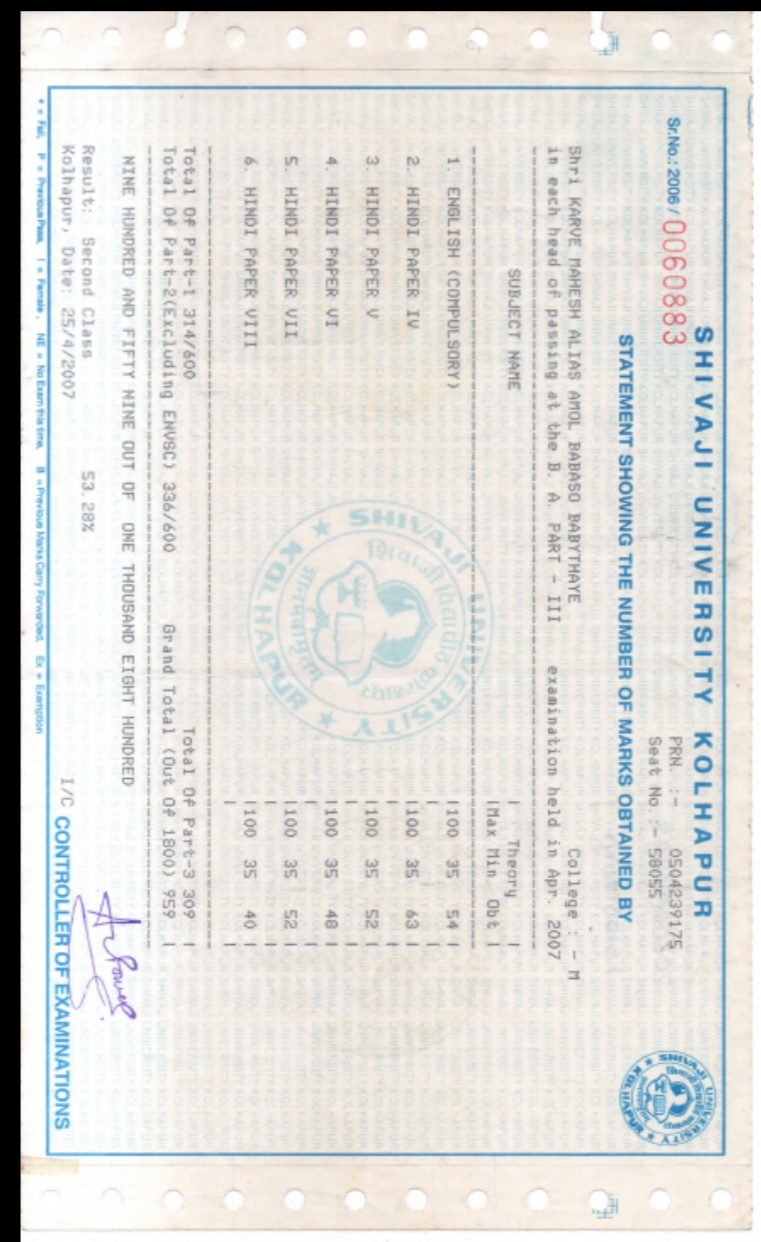 SHIVAJI UNIVERSITY KOLHAPUR
Sr.No.: 2006 / 0060883
PRN. :- 0504239175
Seat No. :- 58055
STATEMENT SHOWING THE NUMBER OF MARKS OBTAINED BY
Shri KARVE MAHESH ALIAS AMOL BABASO BABYTHAYE College : - M
in each head of passing at the B. A. PART - III examination held in Apr. 2007
SUBJECT NAME | Theory |
|Max Min Obt |
1. ENGLISH (COMPULSORY) |100 35 54 |
2. HINDI PAPER IV |100 35 63 |
3. HINDI PAPER V |100 35 52 |
4. HINDI PAPER VI |100 35 48 |
5. HINDI PAPER VII |100 35 52 |
6. HINDI PAPER VIII |100 35 40 |
Total Of Part-1 314/600 Total Of Part-3 309 |
Total Of Part-2(Excluding ENVSC) 336/600 Grand Total (Out Of 1800) 959 |
NINE HUNDRED AND FIFTY NINE OUT OF ONE THOUSAND EIGHT HUNDRED
Result: Second Class 53.28%
Kolhapur, Date: 25/4/2007 I/C CONTROLLER OF EXAMINATIONS
* = Fail, P = Previous Pass, ! = Female, NE = No Exam this time, B = Previous Marks Carry Forwarded, Ex = Exemption
SHIVAJI UNIVERSITY
KOLHAPUR
SHIVAJI UNIVERSITY
KOLHAPUR